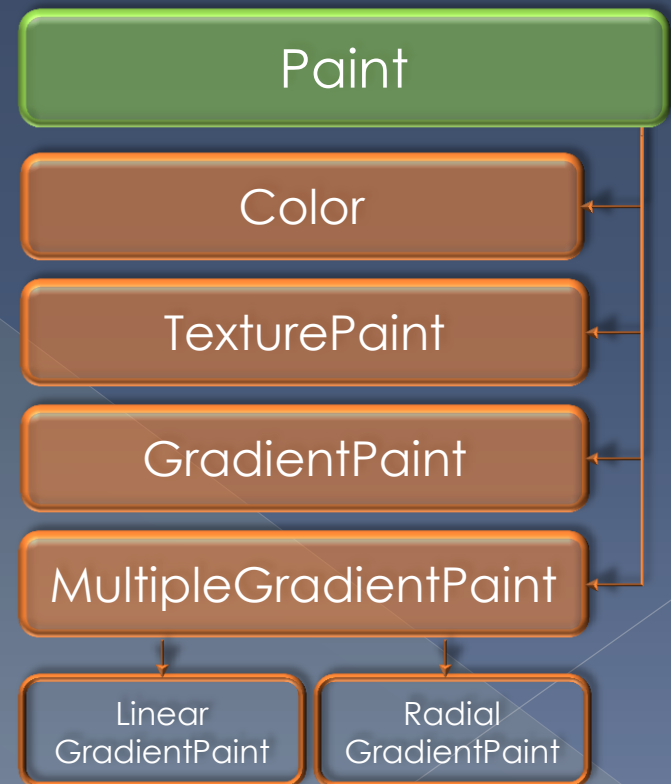 Paint
Color
TexturePaint
GradientPaint
MultipleGradientPaint
Linear
GradientPaint
Radial
GradientPaint